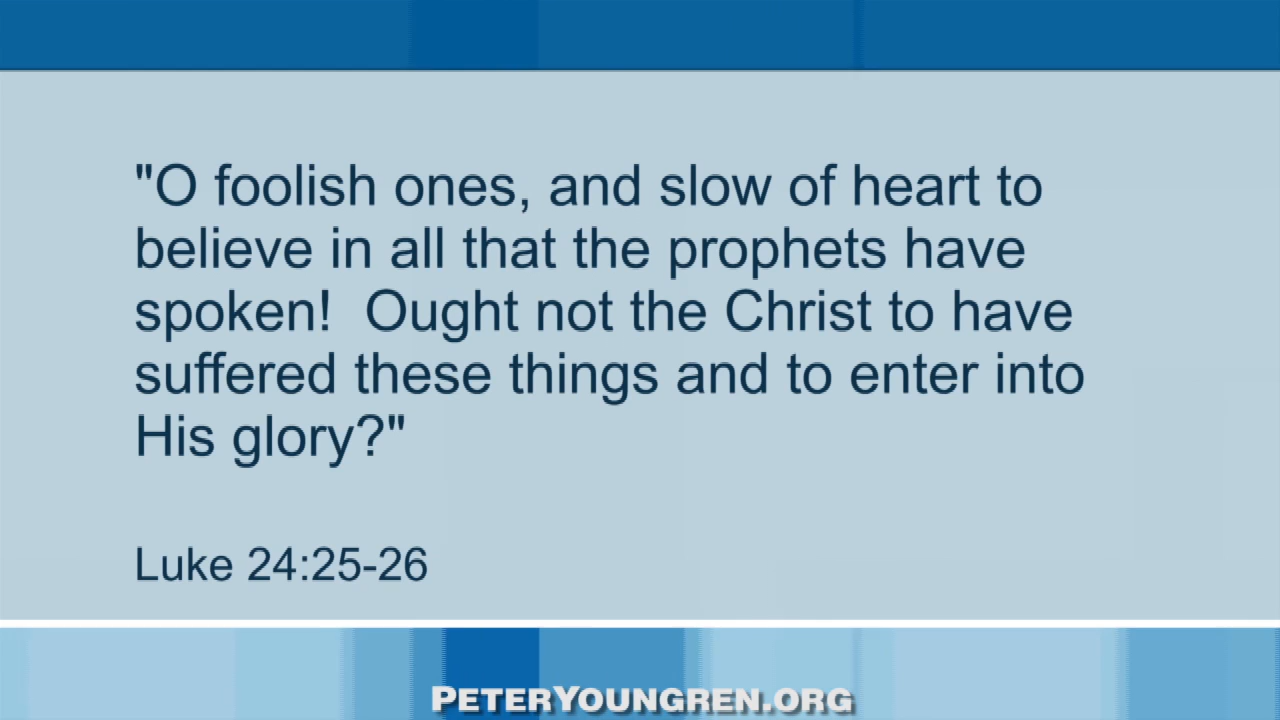 "O foolish ones, and slow of heart to
believe in all that the prophets have
spoken!  Ought not the Christ to have
suffered these things and to enter into
His glory?"
Luke 24:25-26
PETERYOUNGREN.ORG